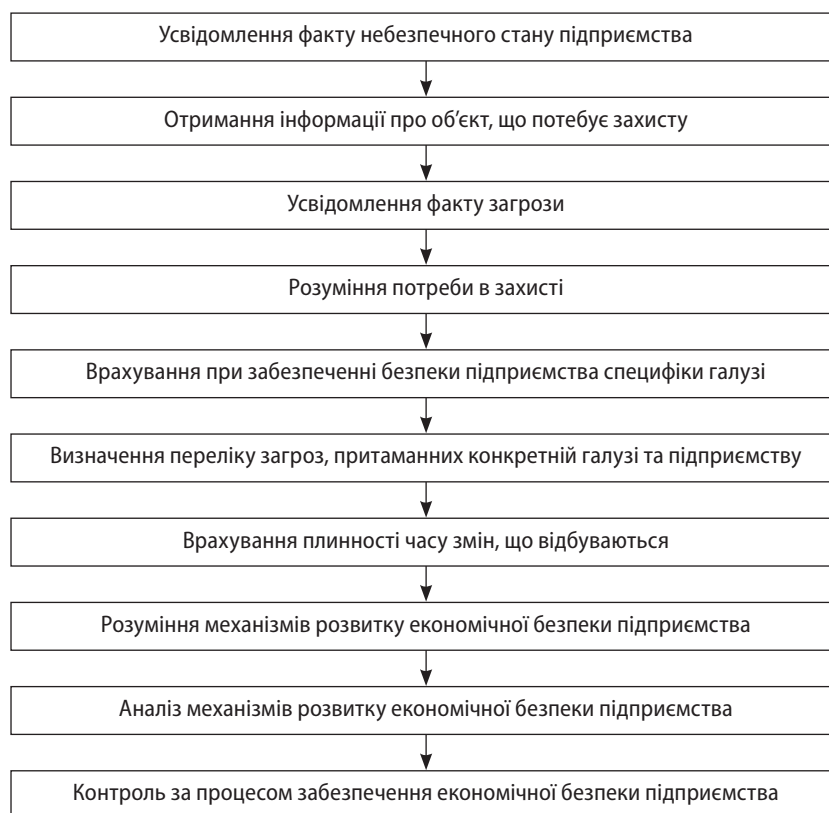 Усвідомлення факту небезпечного стану підприємства
Отримання інформації про об’єкт, що потебує захисту
Усвідомлення факту загрози
Розуміння потреби в захисті
Врахування при забезпеченні безпеки підприємства специфіки галузі
Визначення переліку загроз, притаманних конкретній галузі та підприємству
Врахування плинності часу змін, що відбуваються
Розуміння механізмів розвитку економічної безпеки підприємства
Аналіз механізмів розвитку економічної безпеки підприємства
Контроль за процесом забезпечення економічної безпеки підприємства